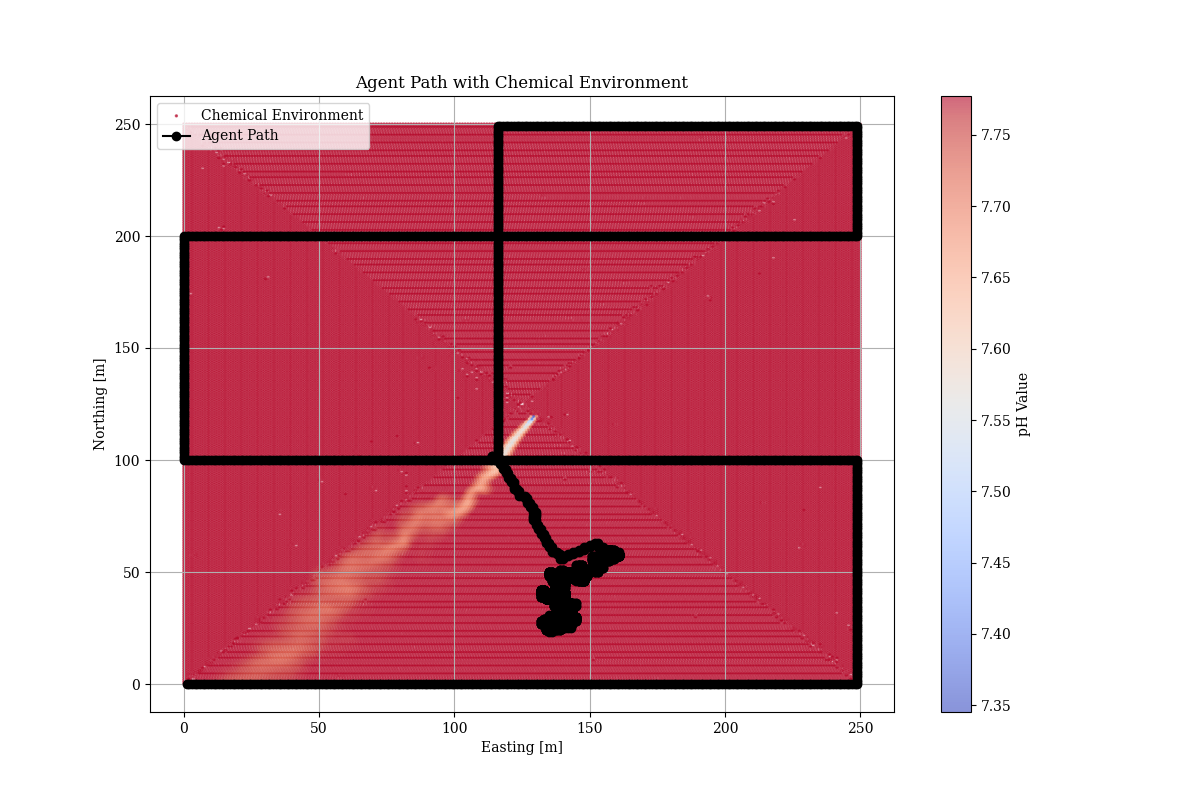 Agent Path with Chemical Environment
Chemical Environment
Agent Path
250
200
150
100
50
0
Northing [m]
0 50 100 150 200 250
Easting [m]
7.75
7.70
7.65
7.60
7.55
7.50
7.45
7.40
7.35
pH Value